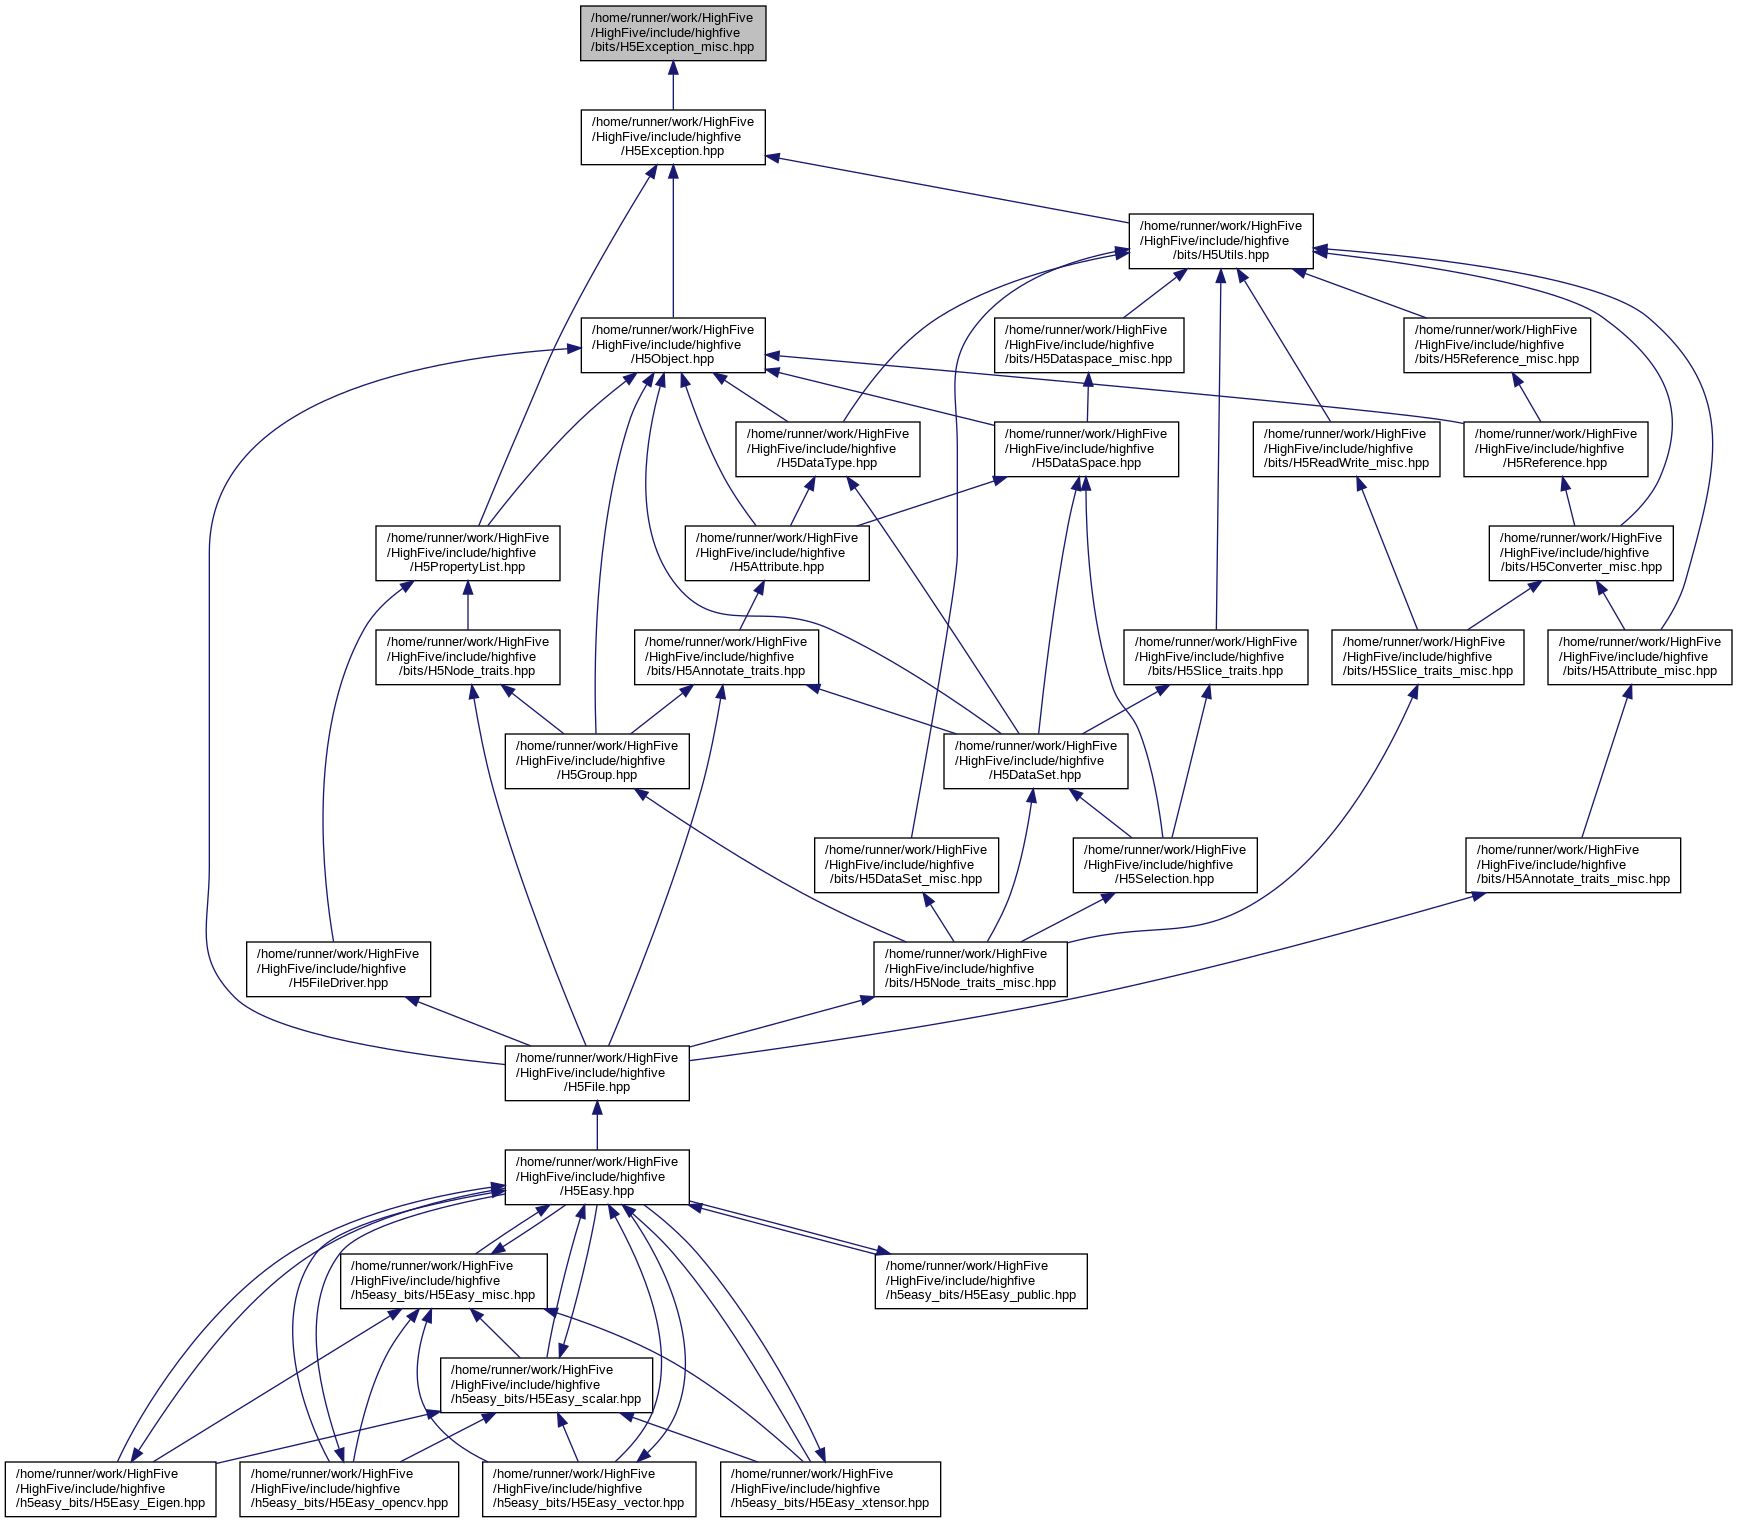 /home/runner/work/HighFive
/HighFive/include/highfive
/bits/H5Exception_misc.hpp
/home/runner/work/HighFive
/HighFive/include/highfive
/H5Exception.hpp
/home/runner/work/HighFive
/HighFive/include/highfive
/bits/H5Utils.hpp
/home/runner/work/HighFive
/HighFive/include/highfive
/H5Object.hpp
/home/runner/work/HighFive
/HighFive/include/highfive
/bits/H5Dataspace_misc.hpp
/home/runner/work/HighFive
/HighFive/include/highfive
/bits/H5Reference_misc.hpp
/home/runner/work/HighFive
/HighFive/include/highfive
/H5DataType.hpp
/home/runner/work/HighFive
/HighFive/include/highfive
/H5DataSpace.hpp
/home/runner/work/HighFive
/HighFive/include/highfive
/bits/H5ReadWrite_misc.hpp
/home/runner/work/HighFive
/HighFive/include/highfive
/H5Reference.hpp
/home/runner/work/HighFive
/HighFive/include/highfive
/H5PropertyList.hpp
/home/runner/work/HighFive
/HighFive/include/highfive
/H5Attribute.hpp
/home/runner/work/HighFive
/HighFive/include/highfive
/bits/H5Converter_misc.hpp
/home/runner/work/HighFive
/HighFive/include/highfive
/bits/H5Node_traits.hpp
/home/runner/work/HighFive
/HighFive/include/highfive
/bits/H5Annotate_traits.hpp
/home/runner/work/HighFive
/HighFive/include/highfive
/bits/H5Slice_traits.hpp
/home/runner/work/HighFive
/HighFive/include/highfive
/bits/H5Slice_traits_misc.hpp
/home/runner/work/HighFive
/HighFive/include/highfive
/bits/H5Attribute_misc.hpp
/home/runner/work/HighFive
/HighFive/include/highfive
/H5Group.hpp
/home/runner/work/HighFive
/HighFive/include/highfive
/H5DataSet.hpp
/home/runner/work/HighFive
/HighFive/include/highfive
/bits/H5DataSet_misc.hpp
/home/runner/work/HighFive
/HighFive/include/highfive
/H5Selection.hpp
/home/runner/work/HighFive
/HighFive/include/highfive
/bits/H5Annotate_traits_misc.hpp
/home/runner/work/HighFive
/HighFive/include/highfive
/H5FileDriver.hpp
/home/runner/work/HighFive
/HighFive/include/highfive
/bits/H5Node_traits_misc.hpp
/home/runner/work/HighFive
/HighFive/include/highfive
/H5File.hpp
/home/runner/work/HighFive
/HighFive/include/highfive
/H5Easy.hpp
/home/runner/work/HighFive
/HighFive/include/highfive
/h5easy_bits/H5Easy_misc.hpp
/home/runner/work/HighFive
/HighFive/include/highfive
/h5easy_bits/H5Easy_public.hpp
/home/runner/work/HighFive
/HighFive/include/highfive
/h5easy_bits/H5Easy_scalar.hpp
/home/runner/work/HighFive
/HighFive/include/highfive
/h5easy_bits/H5Easy_Eigen.hpp
/home/runner/work/HighFive
/HighFive/include/highfive
/h5easy_bits/H5Easy_opencv.hpp
/home/runner/work/HighFive
/HighFive/include/highfive
/h5easy_bits/H5Easy_vector.hpp
/home/runner/work/HighFive
/HighFive/include/highfive
/h5easy_bits/H5Easy_xtensor.hpp